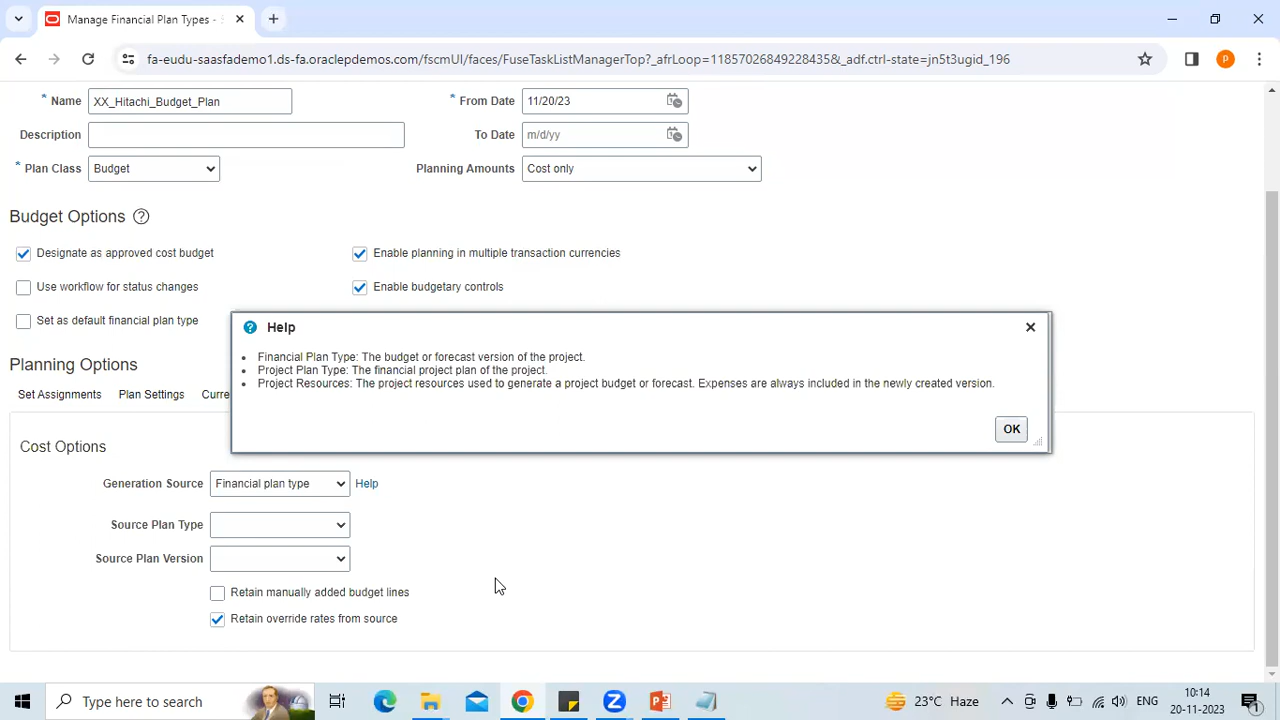 Manage Financial Plan Types - S
fa-eudu-saasfademo1.ds-fa.oraclepdemos.com/fscmUI/faces/FuseTaskListManagerTop?_afrLoop=11857026849228435&_adf.ctrl-state=jn5t3ugid_196
P
* Name XX_Hitachi_Budget_Plan * From Date 11/20/23
Description To Date m/d/yy
* Plan Class Budget Planning Amounts Cost only
Budget Options ?
Designate as approved cost budget Enable planning in multiple transaction currencies
Use workflow for status changes Enable budgetary controls
Set as default financial plan type
? Help
• Financial Plan Type: The budget or forecast version of the project.
• Project Plan Type: The financial project plan of the project.
• Project Resources: The project resources used to generate a project budget or forecast. Expenses are always included in the newly created version.
OK
Planning Options
Set Assignments Plan Settings Curre
Cost Options
Generation Source Financial plan type Help
Source Plan Type
Source Plan Version
Retain manually added budget lines
Retain override rates from source
Type here to search
23°C Haze ENG 10:14
20-11-2023 1